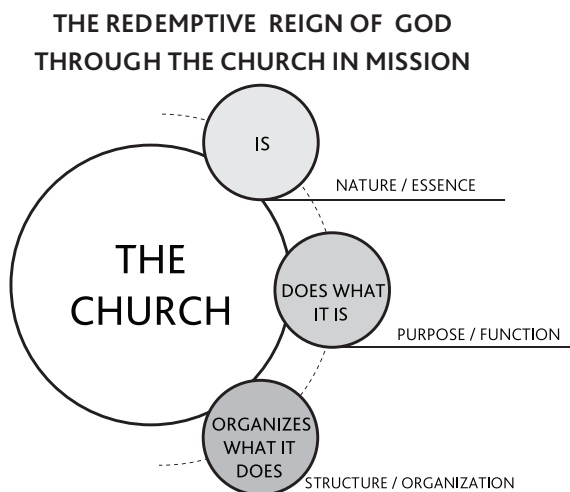 THE REDEMPTIVE REIGN OF GOD
THROUGH THE CHURCH IN MISSION
IS
NATURE / ESSENCE
THE
CHURCH
DOES WHAT
IT IS
PURPOSE / FUNCTION
ORGANIZES
WHAT IT
DOES
STRUCTURE / ORGANIZATION